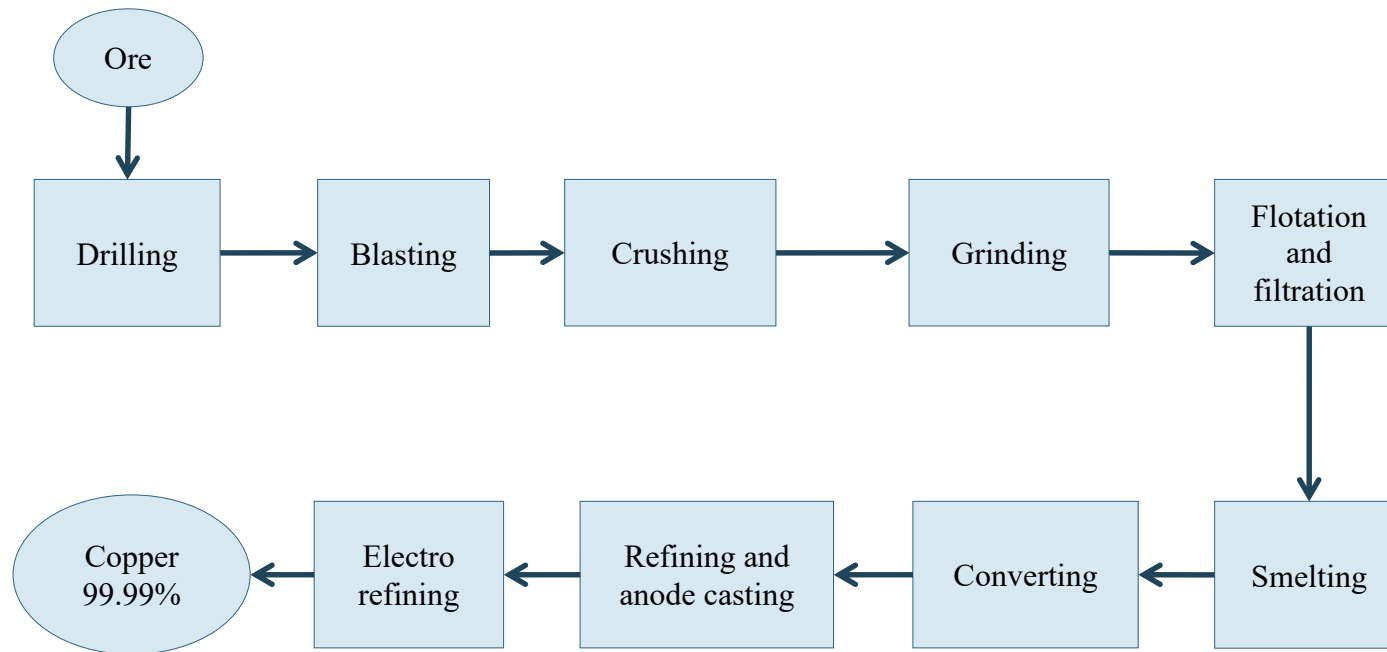 Ore
Drilling
Blasting
Crushing
Grinding
Flotation
and
filtration
Smelting
Converting
Refining and
anode casting
Electro
refining
Copper
99.99%